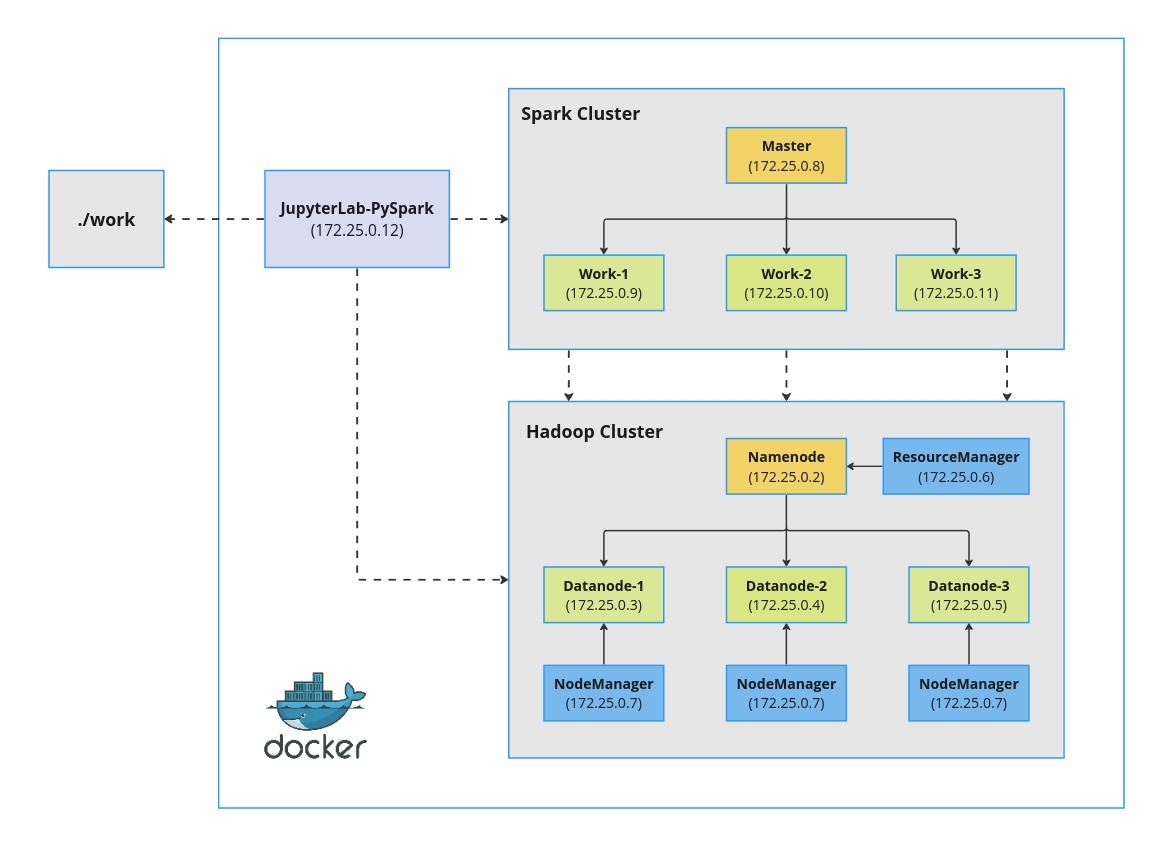 Spark Cluster
Master
(172.25.0.8)
./work
JupyterLab-PySpark
(172.25.0.12)
Work-1
(172.25.0.9)
Work-2
(172.25.0.10)
Work-3
(172.25.0.11)
Hadoop Cluster
Namenode
(172.25.0.2)
ResourceManager
(172.25.0.6)
Datanode-1
(172.25.0.3)
Datanode-2
(172.25.0.4)
Datanode-3
(172.25.0.5)
NodeManager
(172.25.0.7)
NodeManager
(172.25.0.7)
NodeManager
(172.25.0.7)
docker